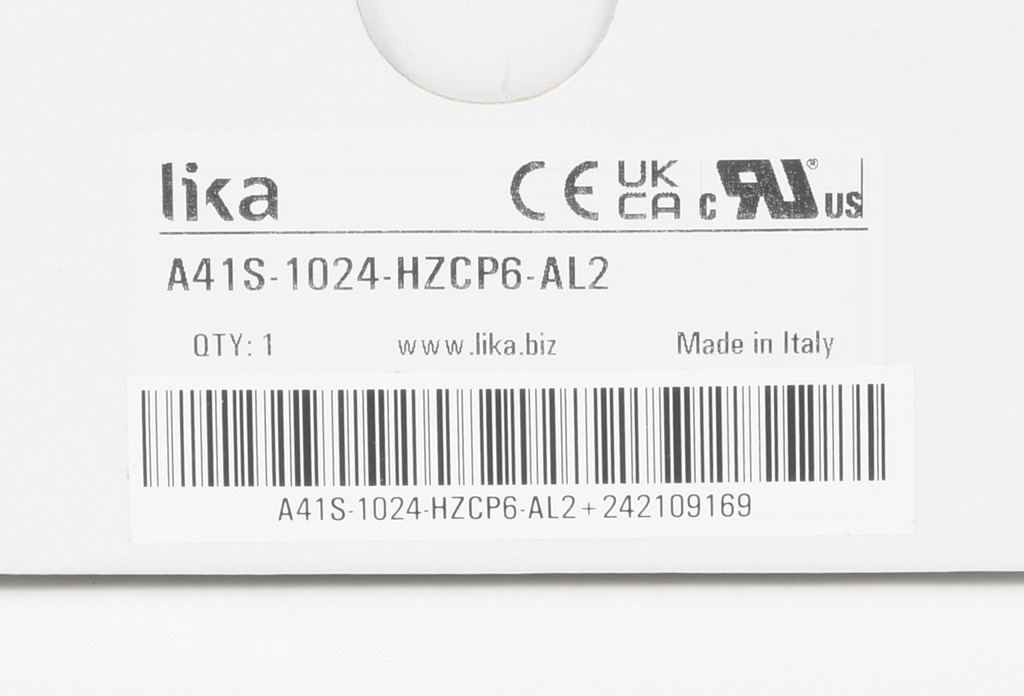 lika CE UK CA c RU® US
A41S-1024-HZCP6-AL2
QTY: 1 www.lika.biz Made in Italy
A41S-1024-HZCP6-AL2+242109169